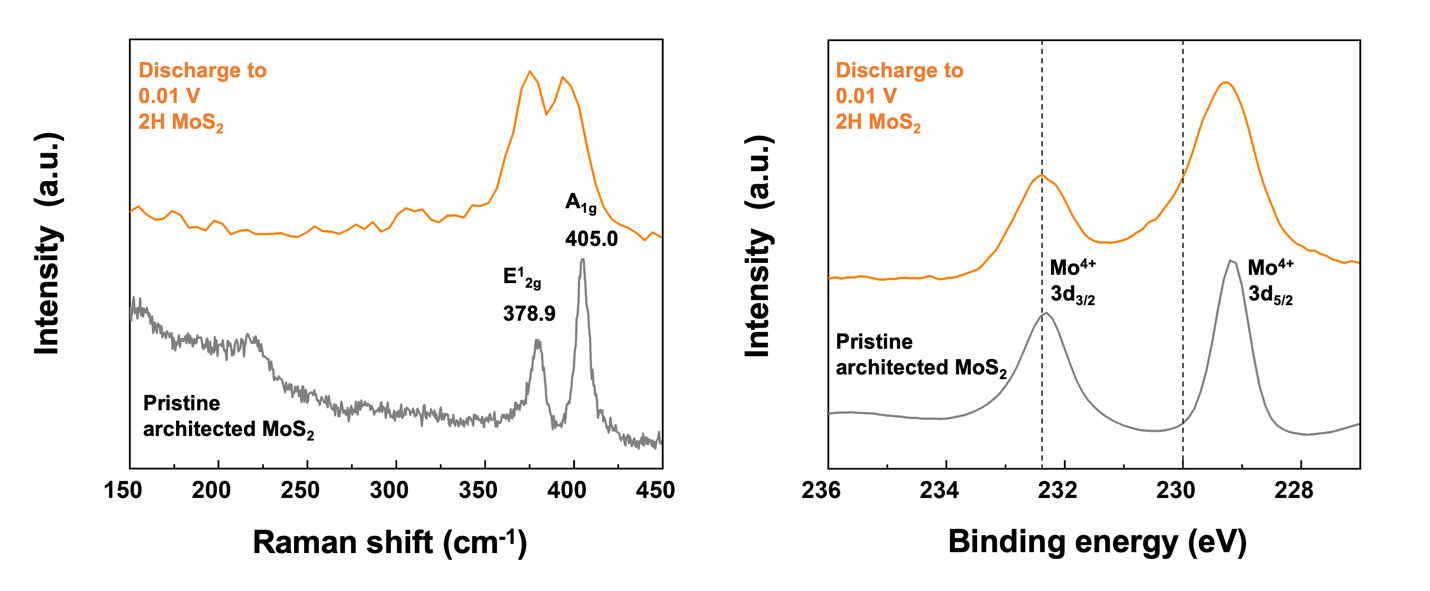 Discharge to
0.01 V
2H MoS₂
A₁g
405.0
E¹₂g
378.9
Pristine
architected MoS₂
150 200 250 300 350 400 450
Raman shift (cm⁻¹)
Intensity (a.u.)
Discharge to
0.01 V
2H MoS₂
Mo⁴⁺
3d₃/₂
Mo⁴⁺
3d₅/₂
Pristine
architected MoS₂
236 234 232 230 228
Binding energy (eV)
Intensity (a.u.)